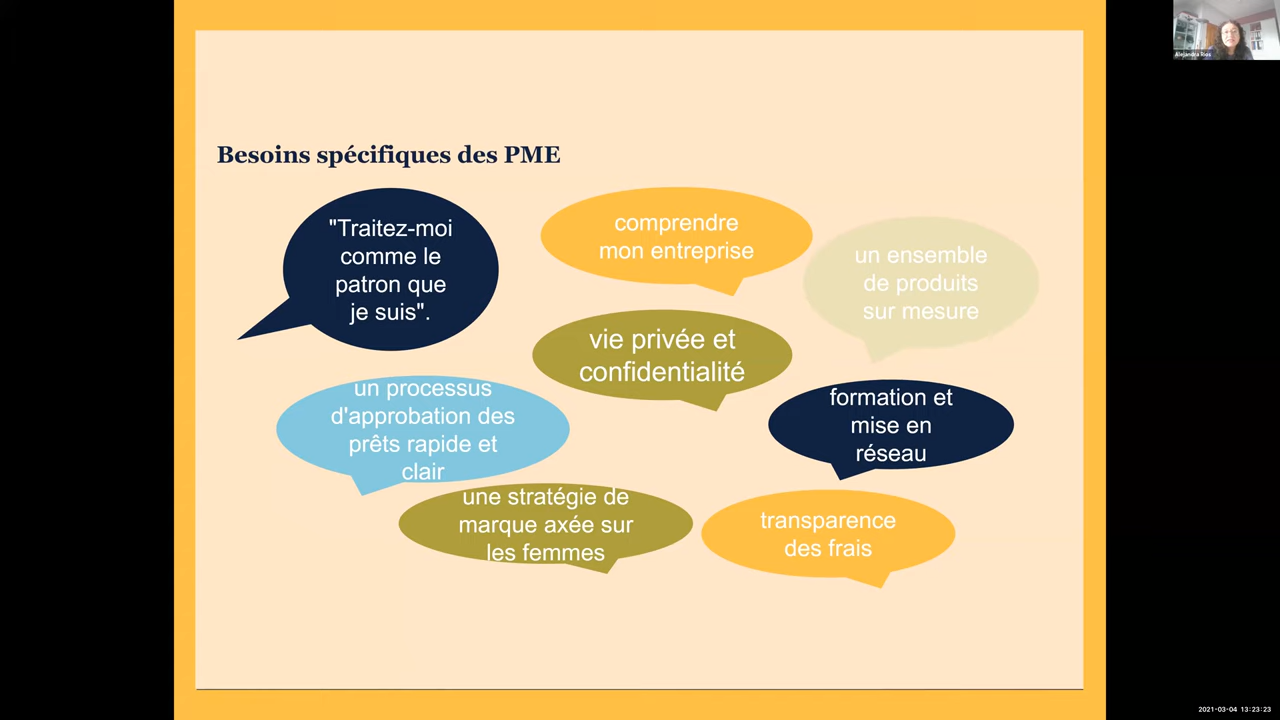 Besoins spécifiques des PME
"Traitez-moi
comme le
patron que
je suis".
comprendre
mon entreprise
un ensemble
de produits
sur mesure
vie privée et
confidentialité
un processus
d'approbation des
prêts rapide et
clair
formation et
mise en
réseau
une stratégie de
marque axée sur
les femmes
transparence
des frais
Alejandra Rios
2021-03-04 13:23:23